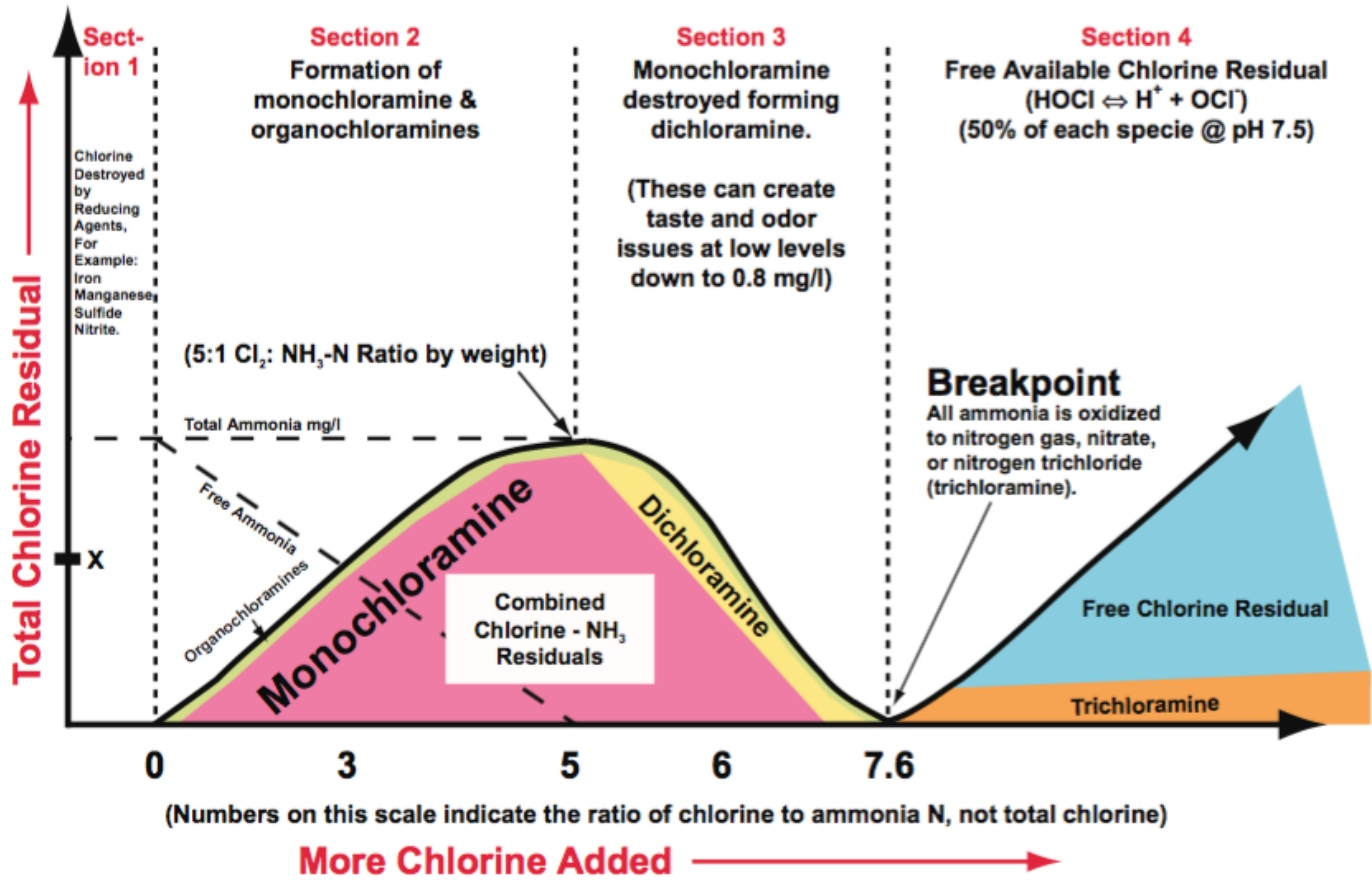 Sect-
ion 1
Section 2
Section 3
Section 4
Formation of
monochloramine &
organochloramines
Monochloramine
destroyed forming
dichloramine.
(These can create
taste and odor
issues at low levels
down to 0.8 mg/l)
Free Available Chlorine Residual
(HOCl ⇔ H⁺ + OCl⁻)
(50% of each specie @ pH 7.5)
Chlorine
Destroyed
by
Reducing
Agents,
For
Example:
Iron
Manganese
Sulfide
Nitrite.
(5:1 Cl₂: NH₃-N Ratio by weight)
Total Ammonia mg/l
Free Ammonia
Organochloramines
Monochloramine
Dichloramine
Combined
Chlorine - NH₃
Residuals
Breakpoint
All ammonia is oxidized
to nitrogen gas, nitrate,
or nitrogen trichloride
(trichloramine).
Free Chlorine Residual
Trichloramine
X
Total Chlorine Residual
0 3 5 6 7.6
(Numbers on this scale indicate the ratio of chlorine to ammonia N, not total chlorine)
More Chlorine Added